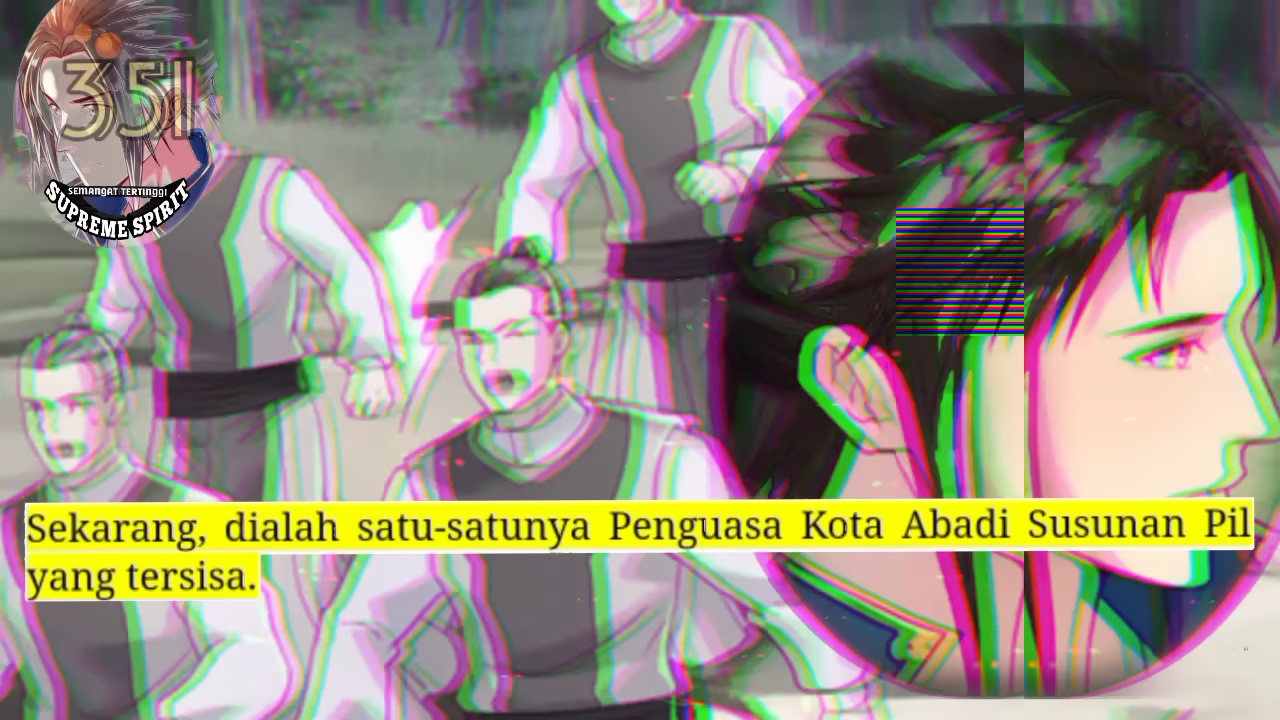 351
SEMANGAT TERTINGGI
SUPREME SPIRIT
Sekarang, dialah satu-satunya Penguasa Kota Abadi Susunan Pil
yang tersisa.